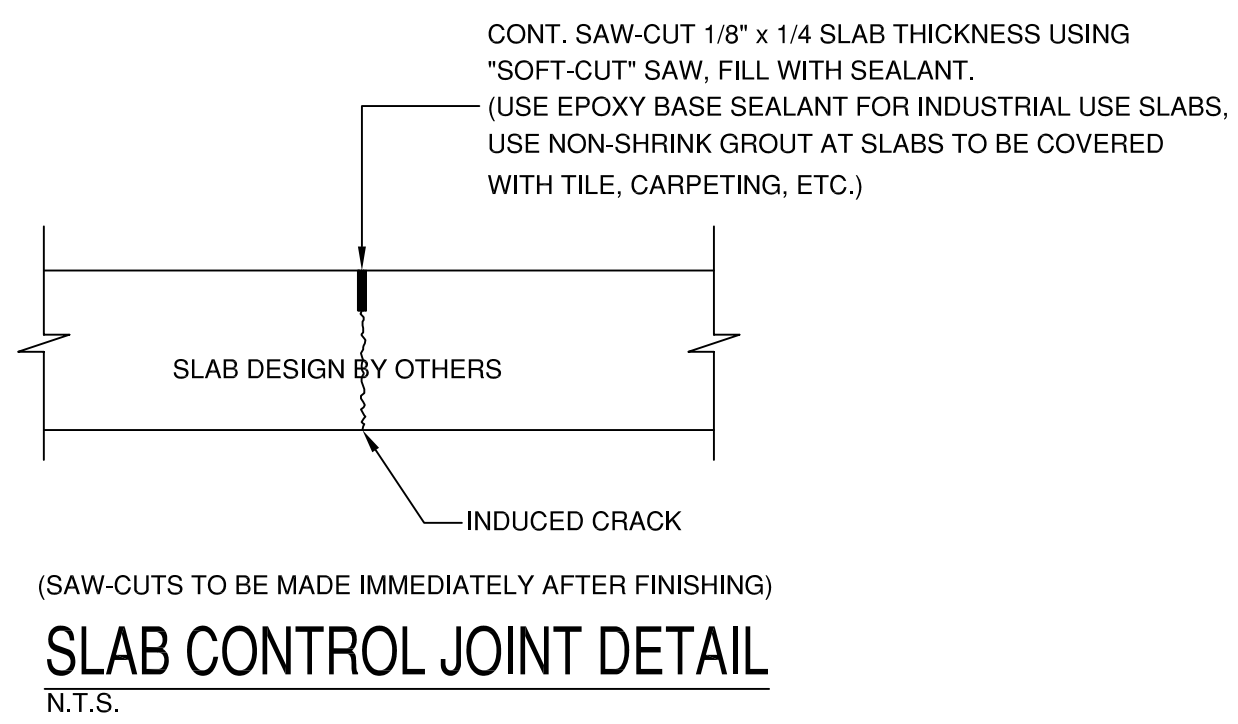 CONT. SAW-CUT 1/8" x 1/4 SLAB THICKNESS USING
"SOFT-CUT" SAW, FILL WITH SEALANT.
(USE EPOXY BASE SEALANT FOR INDUSTRIAL USE SLABS,
USE NON-SHRINK GROUT AT SLABS TO BE COVERED
WITH TILE, CARPETING, ETC.)
SLAB DESIGN BY OTHERS
INDUCED CRACK
(SAW-CUTS TO BE MADE IMMEDIATELY AFTER FINISHING)
SLAB CONTROL JOINT DETAIL
N.T.S.